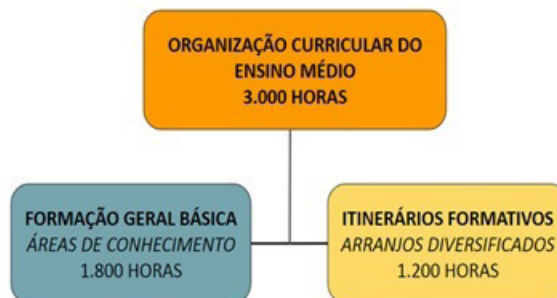 ORGANIZAÇÃO CURRICULAR DO
ENSINO MÉDIO
3.000 HORAS
FORMAÇÃO GERAL BÁSICA
ÁREAS DE CONHECIMENTO
1.800 HORAS
ITINERÁRIOS FORMATIVOS
ARRANJOS DIVERSIFICADOS
1.200 HORAS